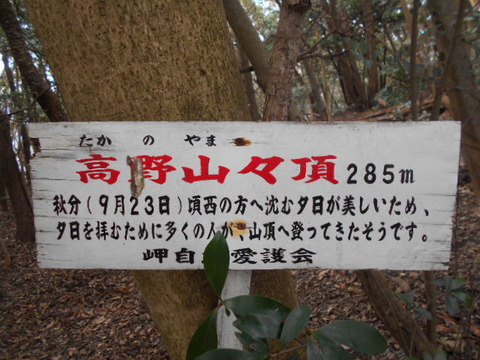 たかのやま
高野山々頂 285m
秋分(9月23日)頃西の方へ沈む夕日が美しいため、
夕日を拝むために多くの人が、山頂へ登ってきたそうです。
岬自 愛護会